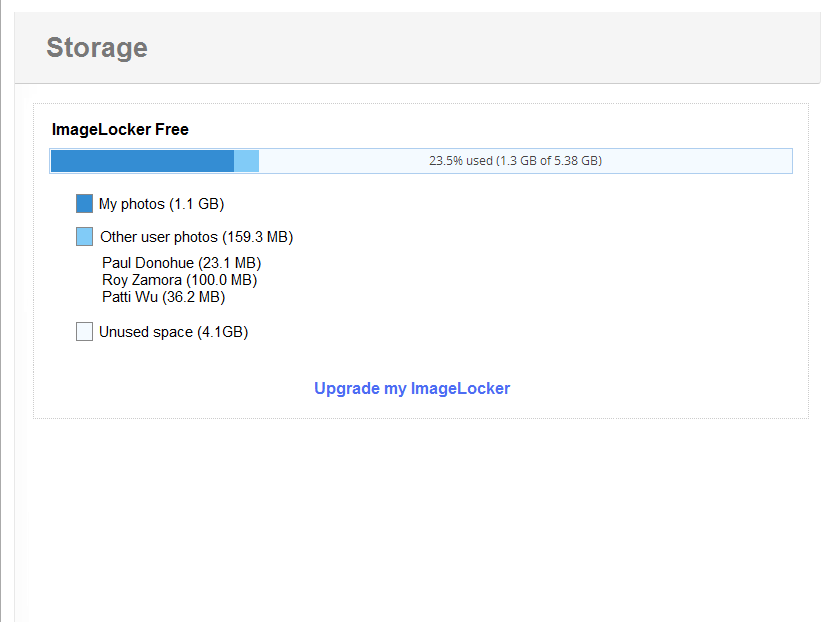 Storage
ImageLocker Free
23.5% used (1.3 GB of 5.38 GB)
My photos (1.1 GB)
Other user photos (159.3 MB)
Paul Donohue (23.1 MB)
Roy Zamora (100.0 MB)
Patti Wu (36.2 MB)
Unused space (4.1GB)
Upgrade my ImageLocker